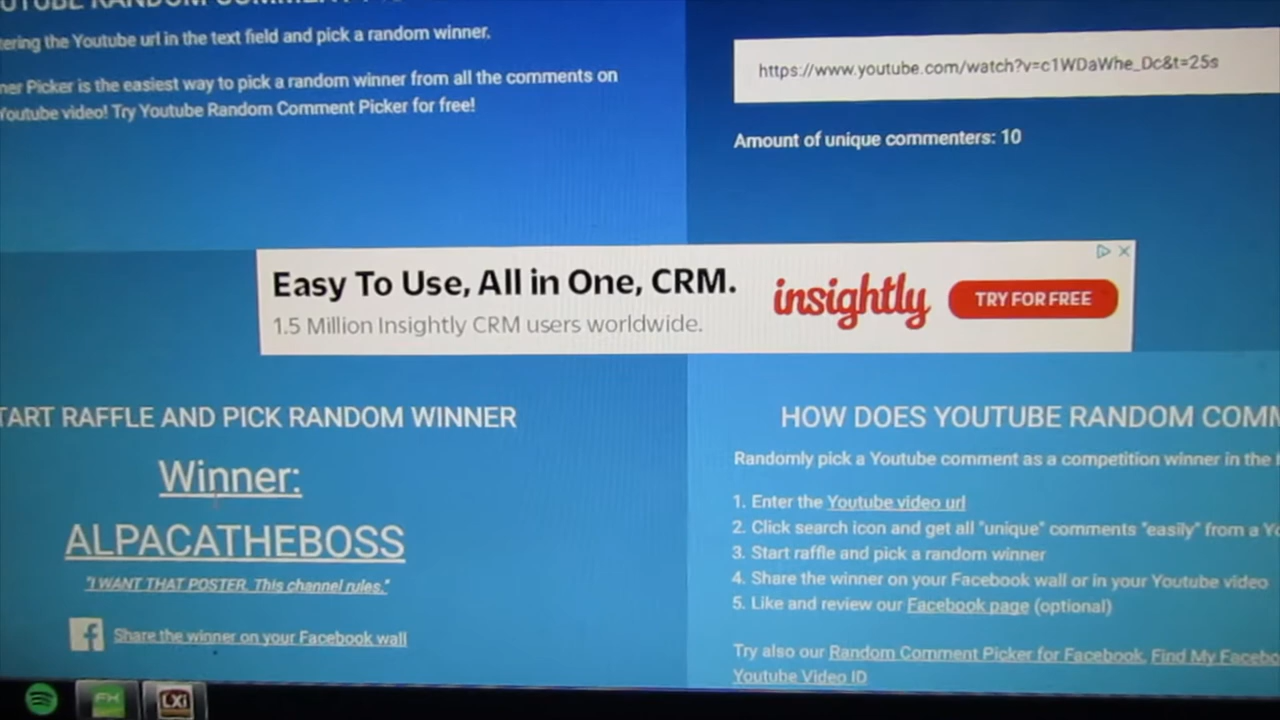 tering the Youtube url in the text field and pick a random winner.
ner Picker is the easiest way to pick a random winner from all the comments on
Youtube video! Try Youtube Random Comment Picker for free!
https://www.youtube.com/watch?v=c1WDaWhe_Dc&t=25s
Amount of unique commenters: 10
Easy To Use, All in One, CRM.
1.5 Million Insightly CRM users worldwide.
insightly
TRY FOR FREE
TART RAFFLE AND PICK RANDOM WINNER
Winner:
ALPACATHEBOSS
"I WANT THAT POSTER. This channel rules."
Share the winner on your Facebook wall
HOW DOES YOUTUBE RANDOM COMM
Randomly pick a Youtube comment as a competition winner in the
1. Enter the Youtube video url
2. Click search icon and get all "unique" comments "easily" from a Yo
3. Start raffle and pick a random winner
4. Share the winner on your Facebook wall or in your Youtube video
5. Like and review our Facebook page (optional)
Try also our Random Comment Picker for Facebook, Find My Facebo
Youtube Video ID
FX
LXi